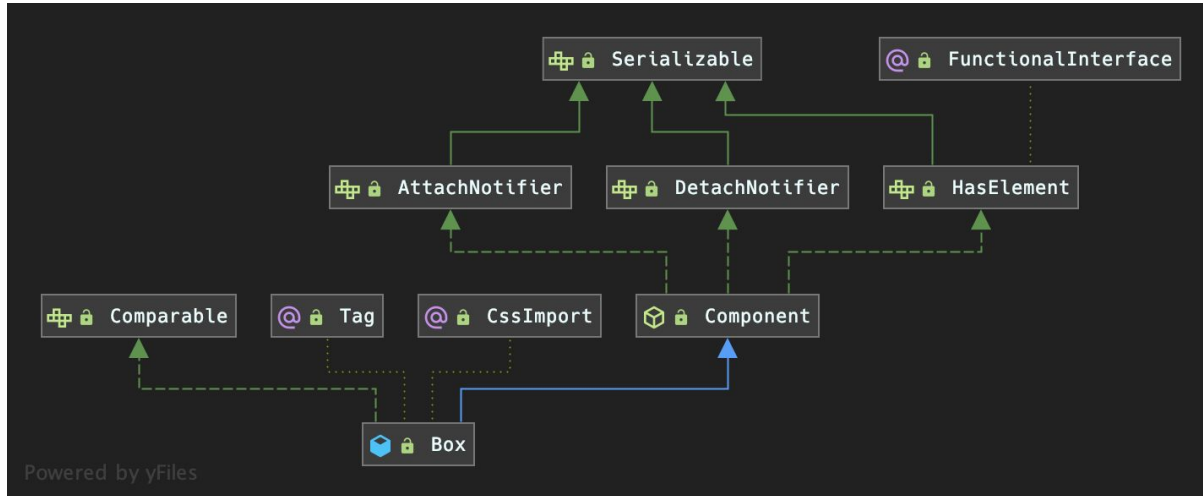 Serializable
@ FunctionalInterface
AttachNotifier
DetachNotifier
HasElement
Comparable
@ Tag
@ CssImport
Component
Box
Powered by yFiles